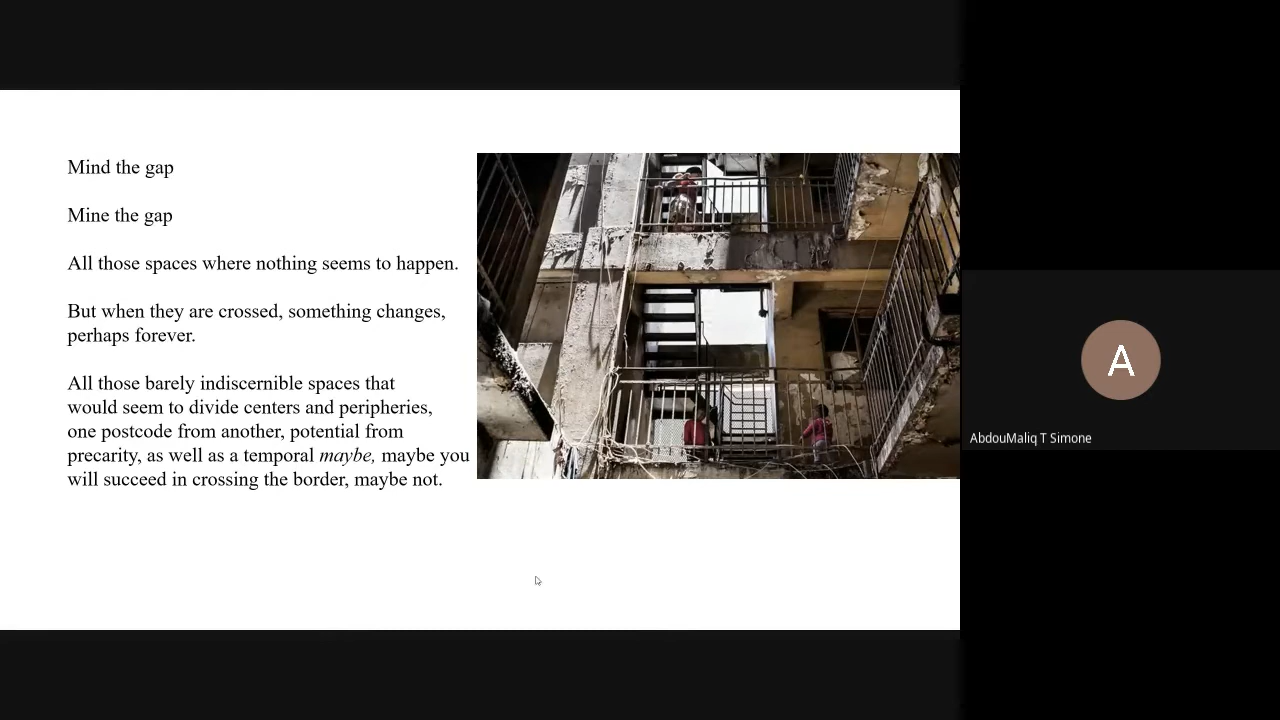 Mind the gap
Mine the gap
All those spaces where nothing seems to happen.
But when they are crossed, something changes,
perhaps forever.
All those barely indiscernible spaces that
would seem to divide centers and peripheries,
one postcode from another, potential from
precarity, as well as a temporal maybe, maybe you
will succeed in crossing the border, maybe not.
A
AbdouMaliq T Simone